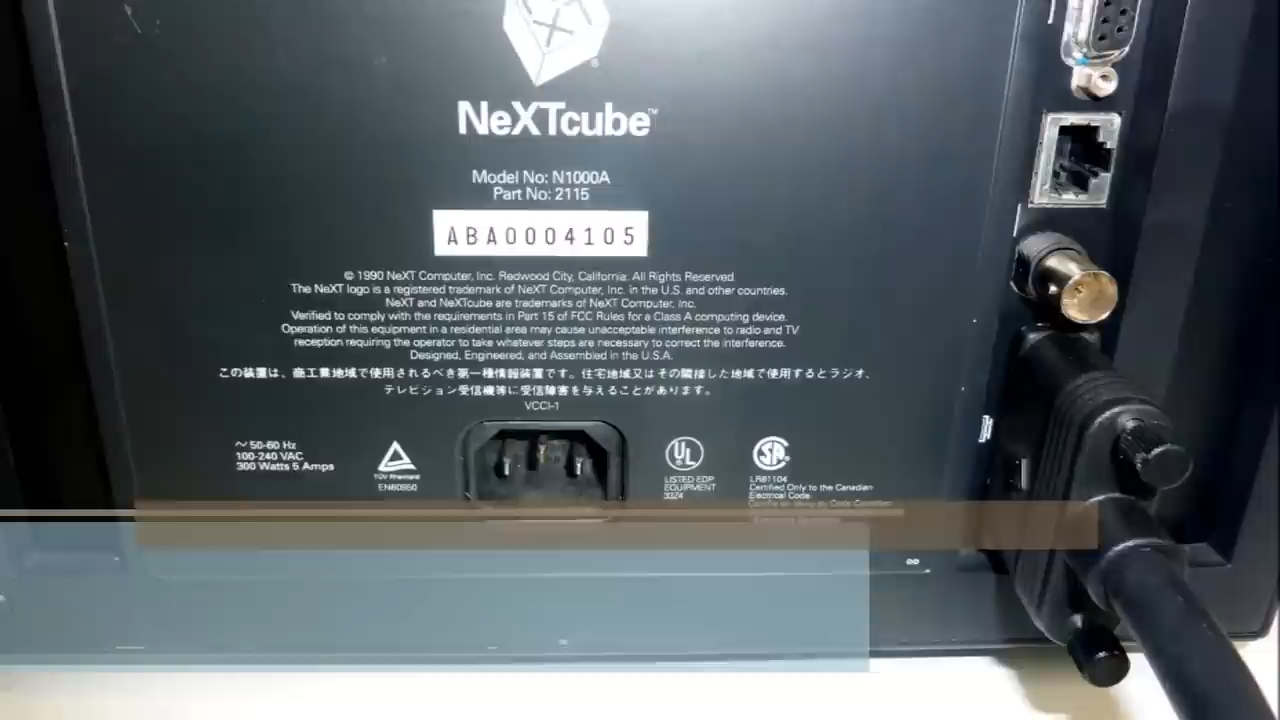 NeXTcube™
Model No: N1000A
Part No: 2115
ABA0004105
© 1990 NeXT Computer, Inc. Redwood City, California. All Rights Reserved.
The NeXT logo is a registered trademark of NeXT Computer, Inc. in the U.S. and other countries.
NeXT and NeXTcube are trademarks of NeXT Computer, Inc.
Verified to comply with the requirements in Part 15 of FCC Rules for a Class A computing device.
Operation of this equipment in a residential area may cause unacceptable interference to radio and TV
reception requiring the operator to take whatever steps are necessary to correct the interference.
Designed, Engineered, and Assembled in the U.S.A.
この装置は、商工業地域で使用されるべき第一種情報装置です。住宅地域又はその隣接した地域で使用するとラジオ、
テレビジョン受信機等に受信障害を与えることがあります。
VCCI-1
~ 50-60 Hz
100-240 VAC
300 Watts 5 Amps
TÜV Rheinland
EN60950
UL
LISTED EDP
EQUIPMENT
3324
SA
LR81104
Certified Only to the Canadian
Electrical Code